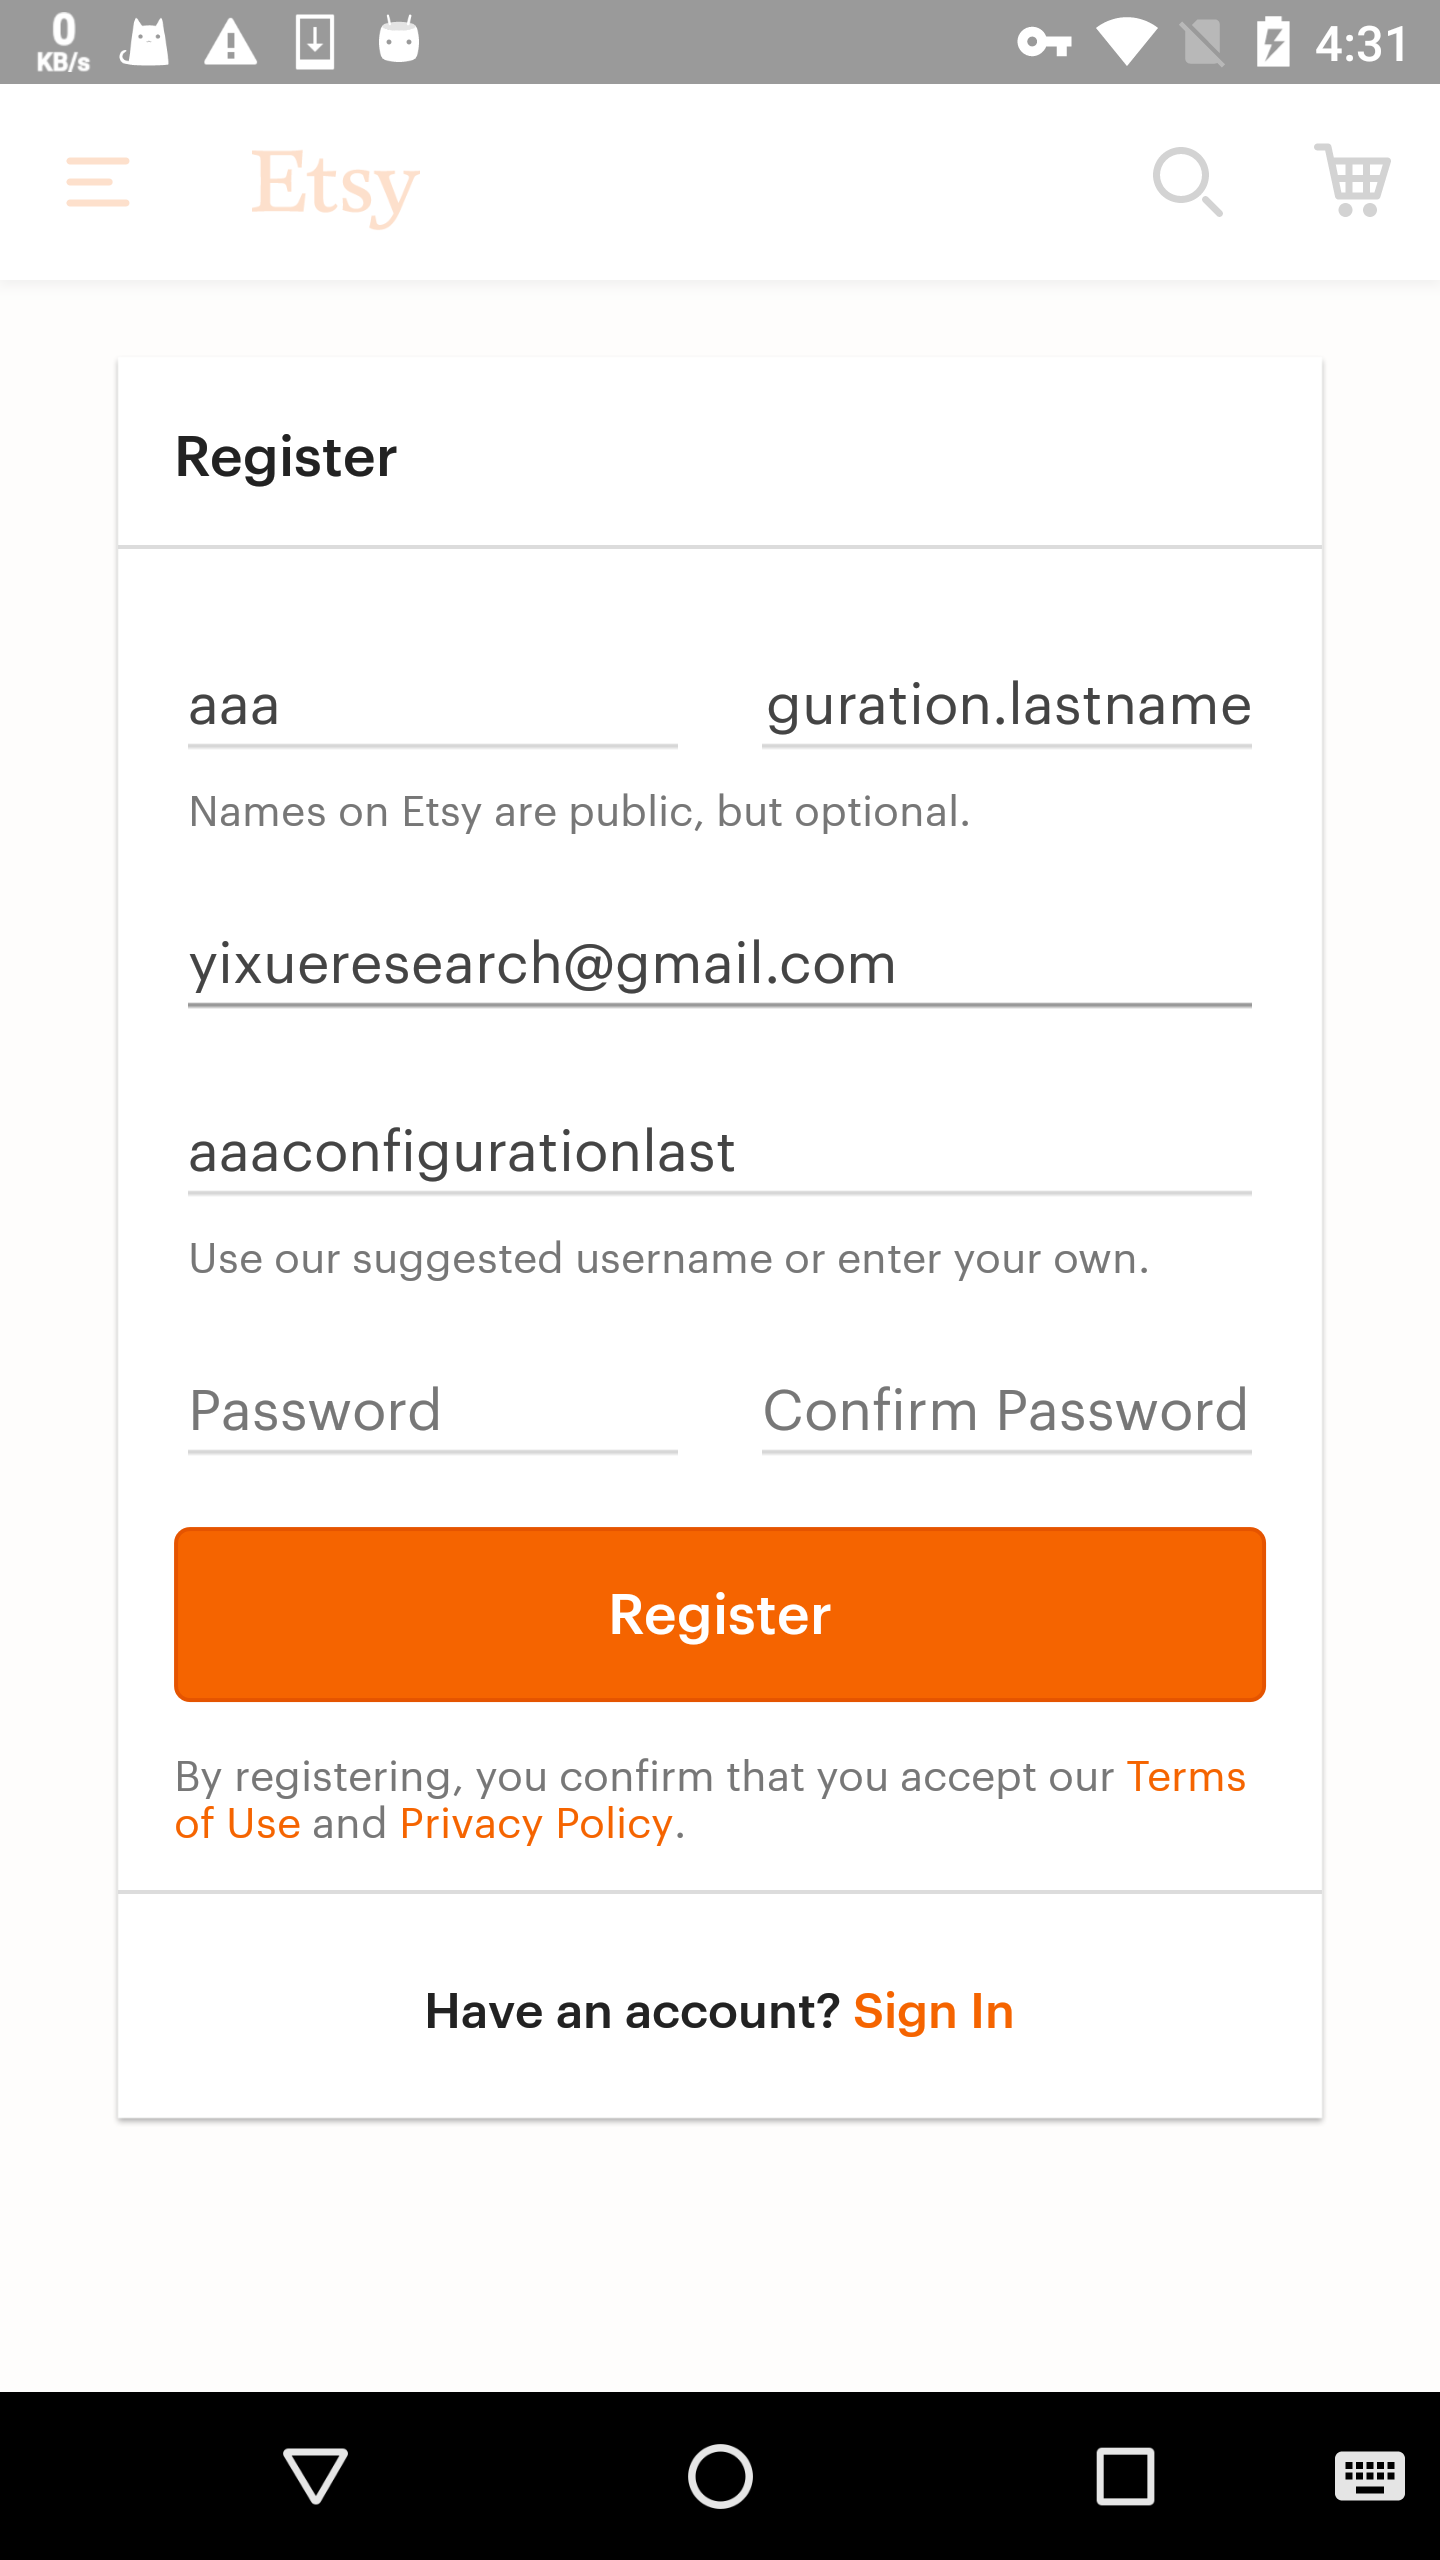 0
KB/s
4:31
Etsy
Register
aaa
guration.lastname
Names on Etsy are public, but optional.
yixueresearch@gmail.com
aaaconfigurationlast
Use our suggested username or enter your own.
Password
Confirm Password
Register
By registering, you confirm that you accept our Terms
of Use and Privacy Policy.
Have an account? Sign In